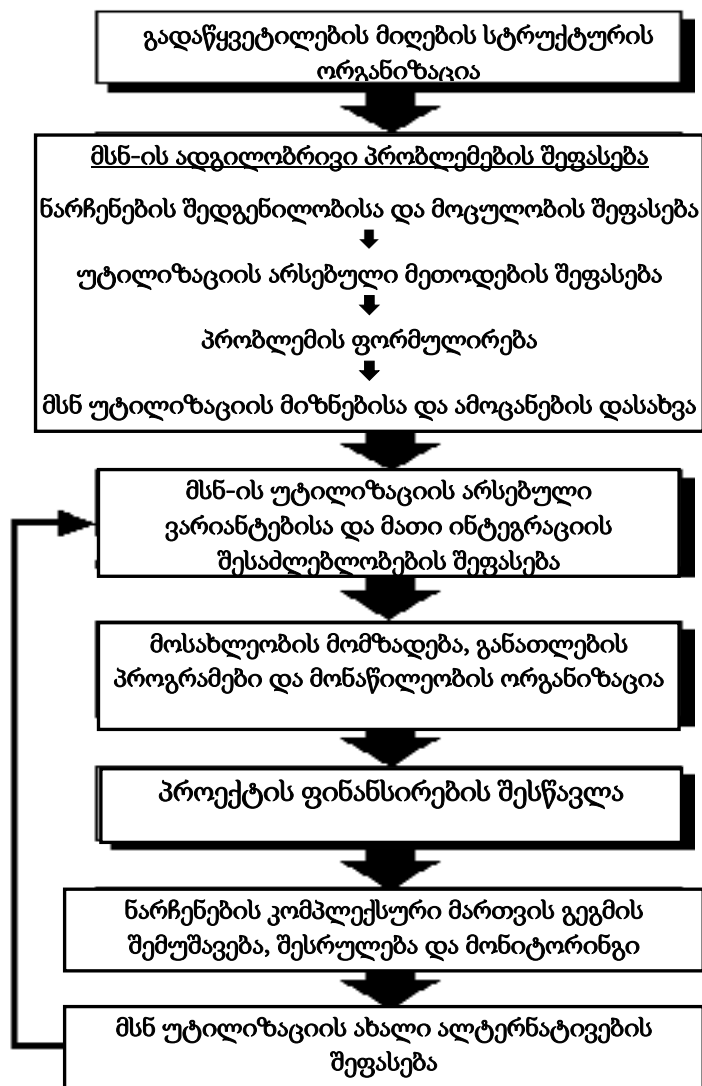 გადაწყვეტილების მიღების სტრუქტურის
ორგანიზაცია
მსნ-ის ადგილობრივი პრობლემების შეფასება
ნარჩენების შედგენილობისა და მოცულობის შეფასება
უტილიზაციის არსებული მეთოდების შეფასება
პრობლემის ფორმულირება
მსნ უტილიზაციის მიზნებისა და ამოცანების დასახვა
მსნ-ის უტილიზაციის არსებული
ვარიანტებისა და მათი ინტეგრაციის
შესაძლებლობების შეფასება
მოსახლეობის მომზადება, განათლების
პროგრამები და მონაწილეობის ორგანიზაცია
პროექტის ფინანსირების შესწავლა
ნარჩენების კომპლექსური მართვის გეგმის
შემუშავება, შესრულება და მონიტორინგი
მსნ უტილიზაციის ახალი ალტერნატივების
შეფასება